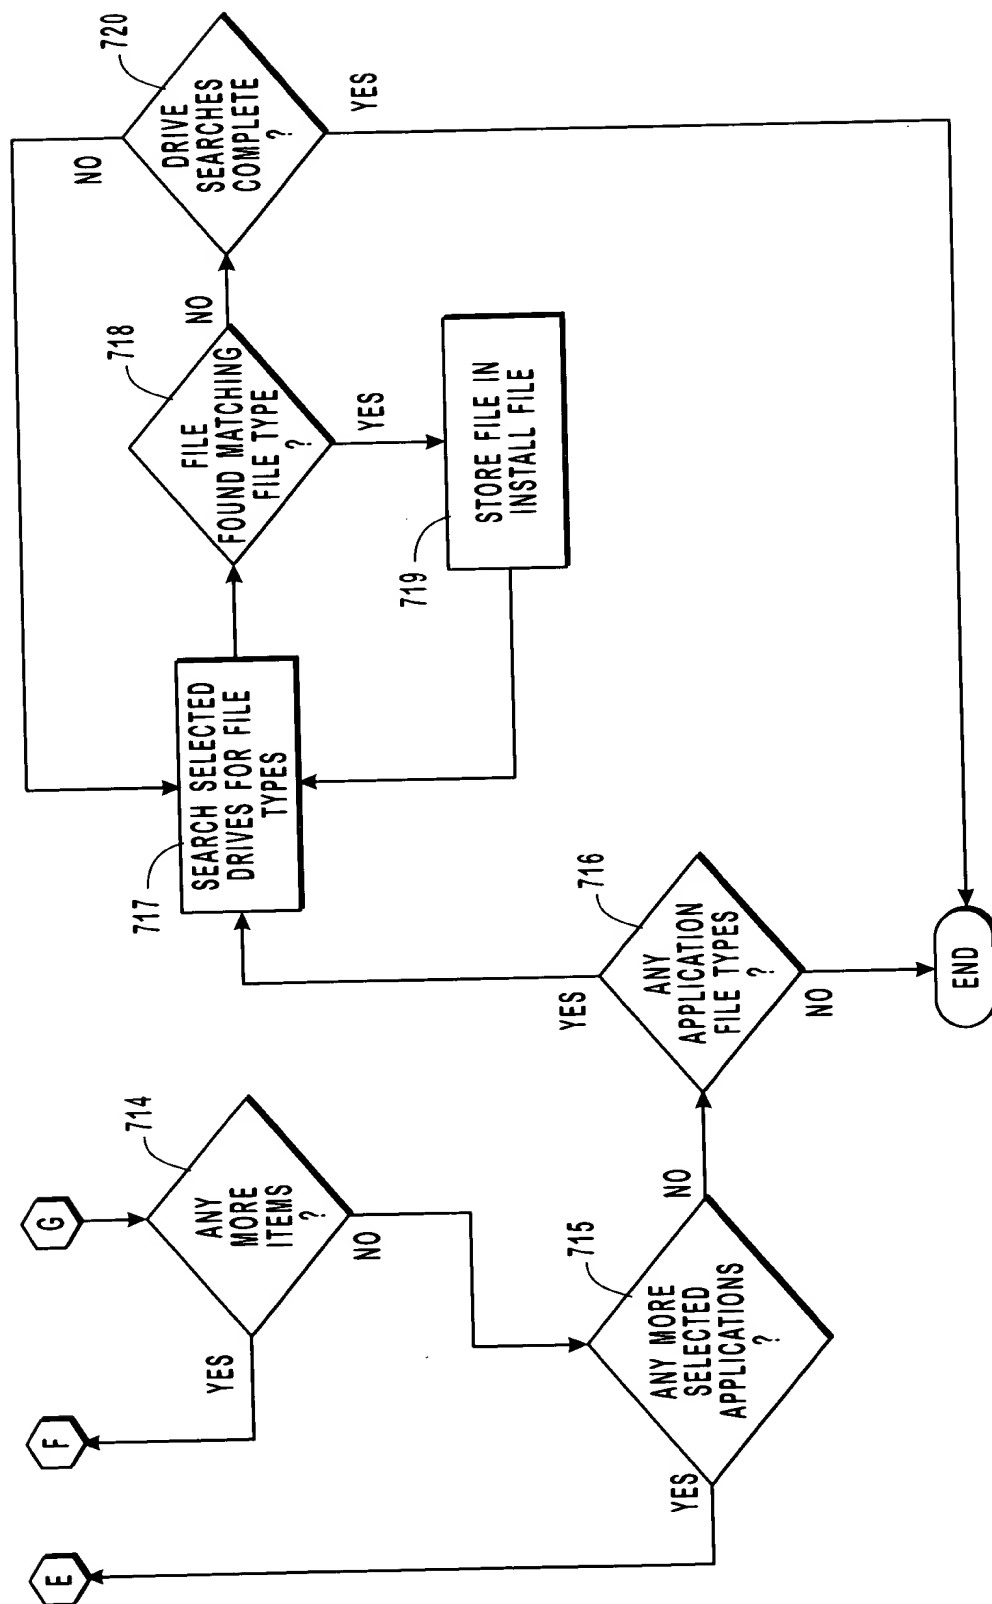 E
F
G
714
ANY
MORE
ITEMS
?
YES
NO
715
ANY MORE
SELECTED
APPLICATIONS
?
YES
NO
716
ANY
APPLICATION
FILE TYPES
?
YES
NO
END
717
SEARCH SELECTED
DRIVES FOR FILE
TYPES
718
FILE
FOUND MATCHING
FILE TYPE
?
NO
YES
719
STORE FILE IN
INSTALL FILE
720
DRIVE
SEARCHES
COMPLETE
?
NO
YES